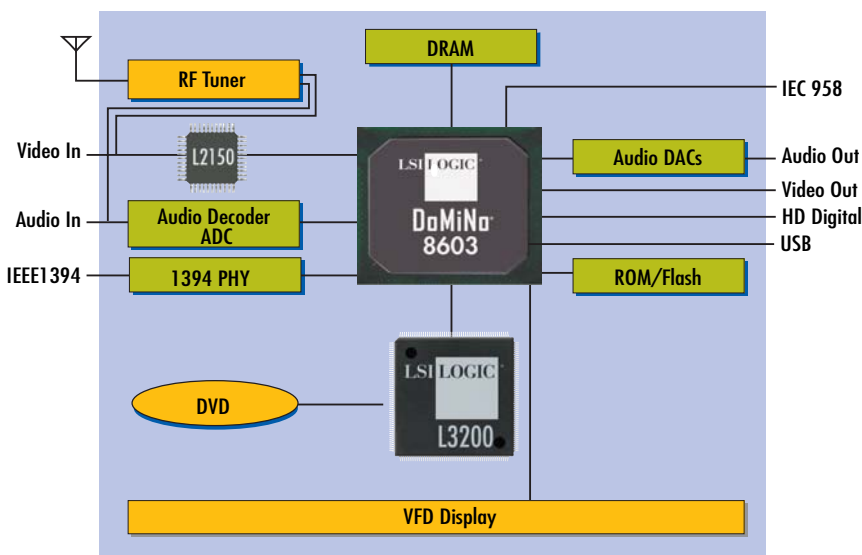 DRAM
RF Tuner
IEC 958
Video In
L2150
LSI LOGIC
Audio DACs
Audio Out
DoMiNo
8603
Video Out
Audio In
Audio Decoder
ADC
HD Digital
USB
IEEE1394
1394 PHY
ROM/Flash
LSI LOGIC
L3200
DVD
VFD Display